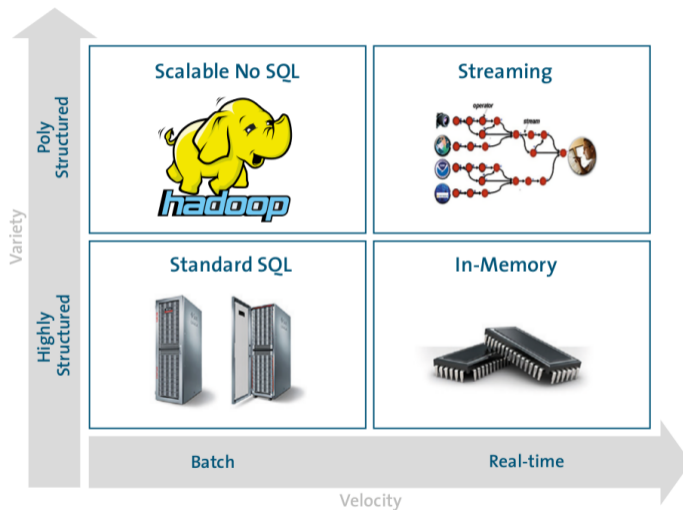 Scalable No SQL
Streaming
operator
stream
hadoop
Poly
Structured
Variety
Standard SQL
In-Memory
Highly
Structured
Batch
Real-time
Velocity